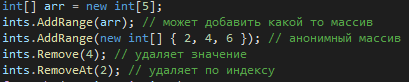 int[] arr = new int[5];
ints.AddRange(arr); // может добавить какой то массив
ints.AddRange(new int[] { 2, 4, 6 }); // анонимный массив
ints.Remove(4); // удаляет значение
ints.RemoveAt(2); // удаляет по индексу